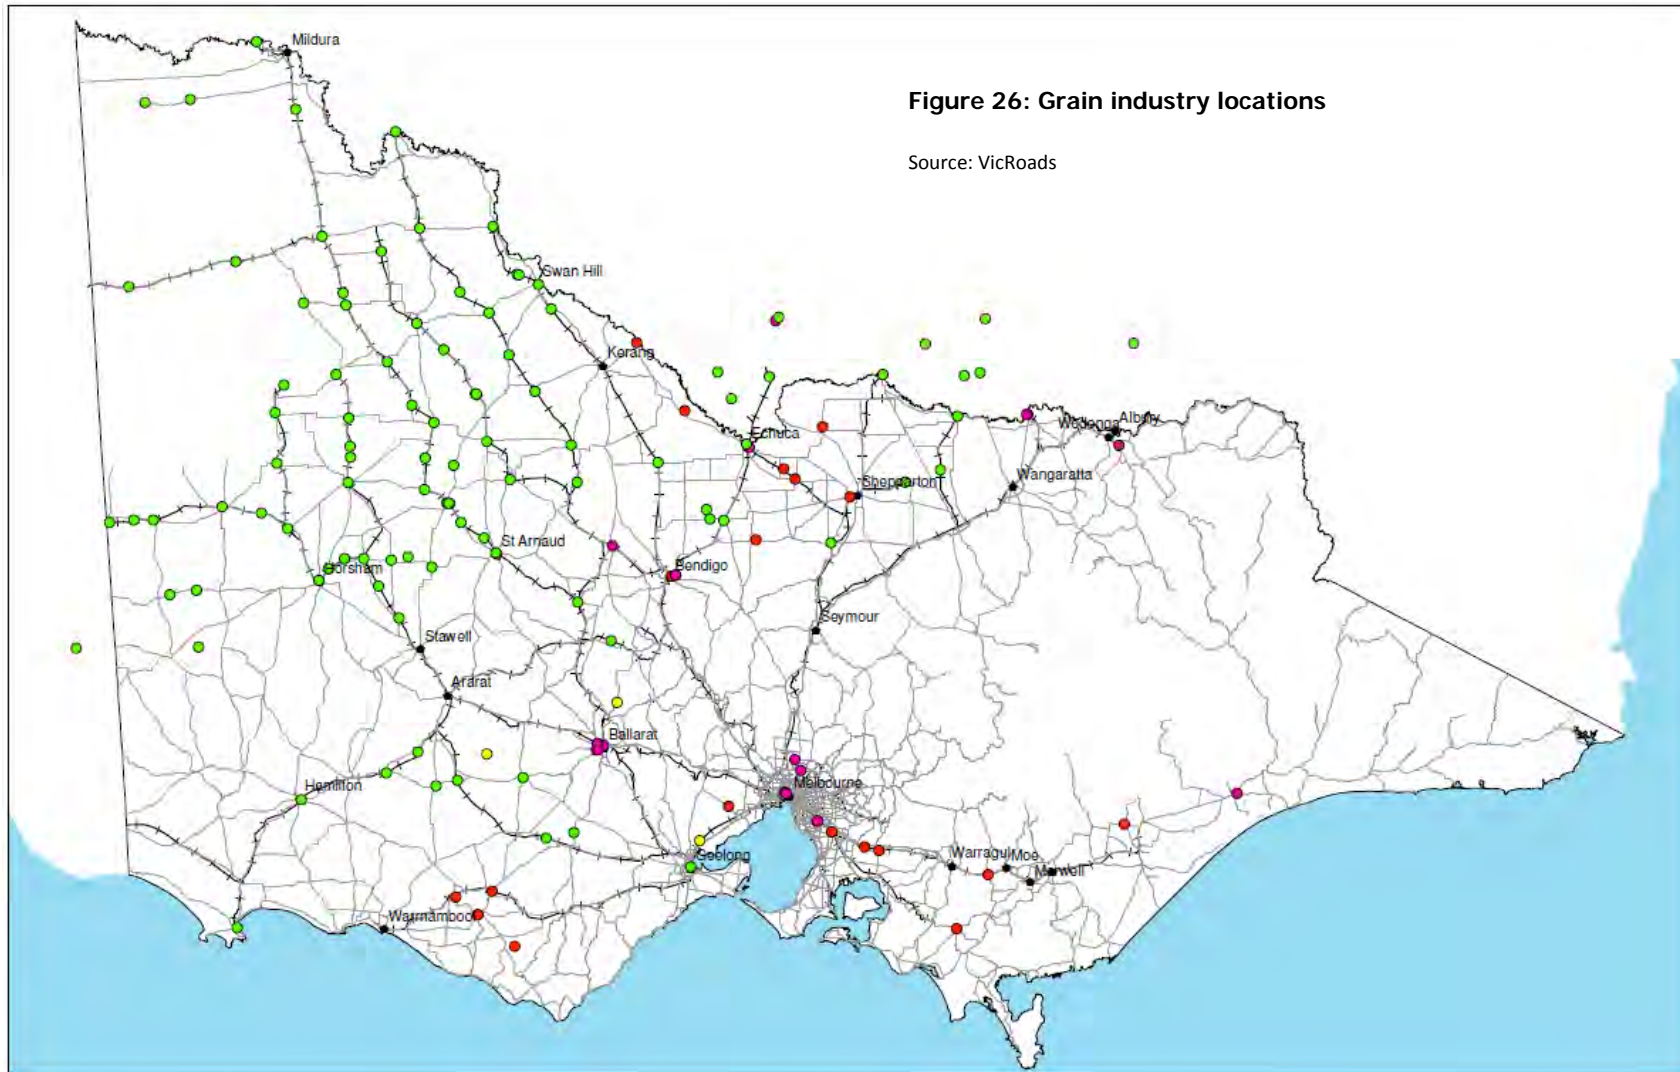 Mildura
Figure 26: Grain industry locations
Source: VicRoads
Swan Hill
Kerang
Wodonga
Albury
Echuca
Wangaratta
Shepparton
St Arnaud
Horsham
Bendigo
Seymour
Stawell
Ararat
Ballarat
Hamilton
Melbourne
Geelong
Warragul
Moe
Morwell
Warrnambool